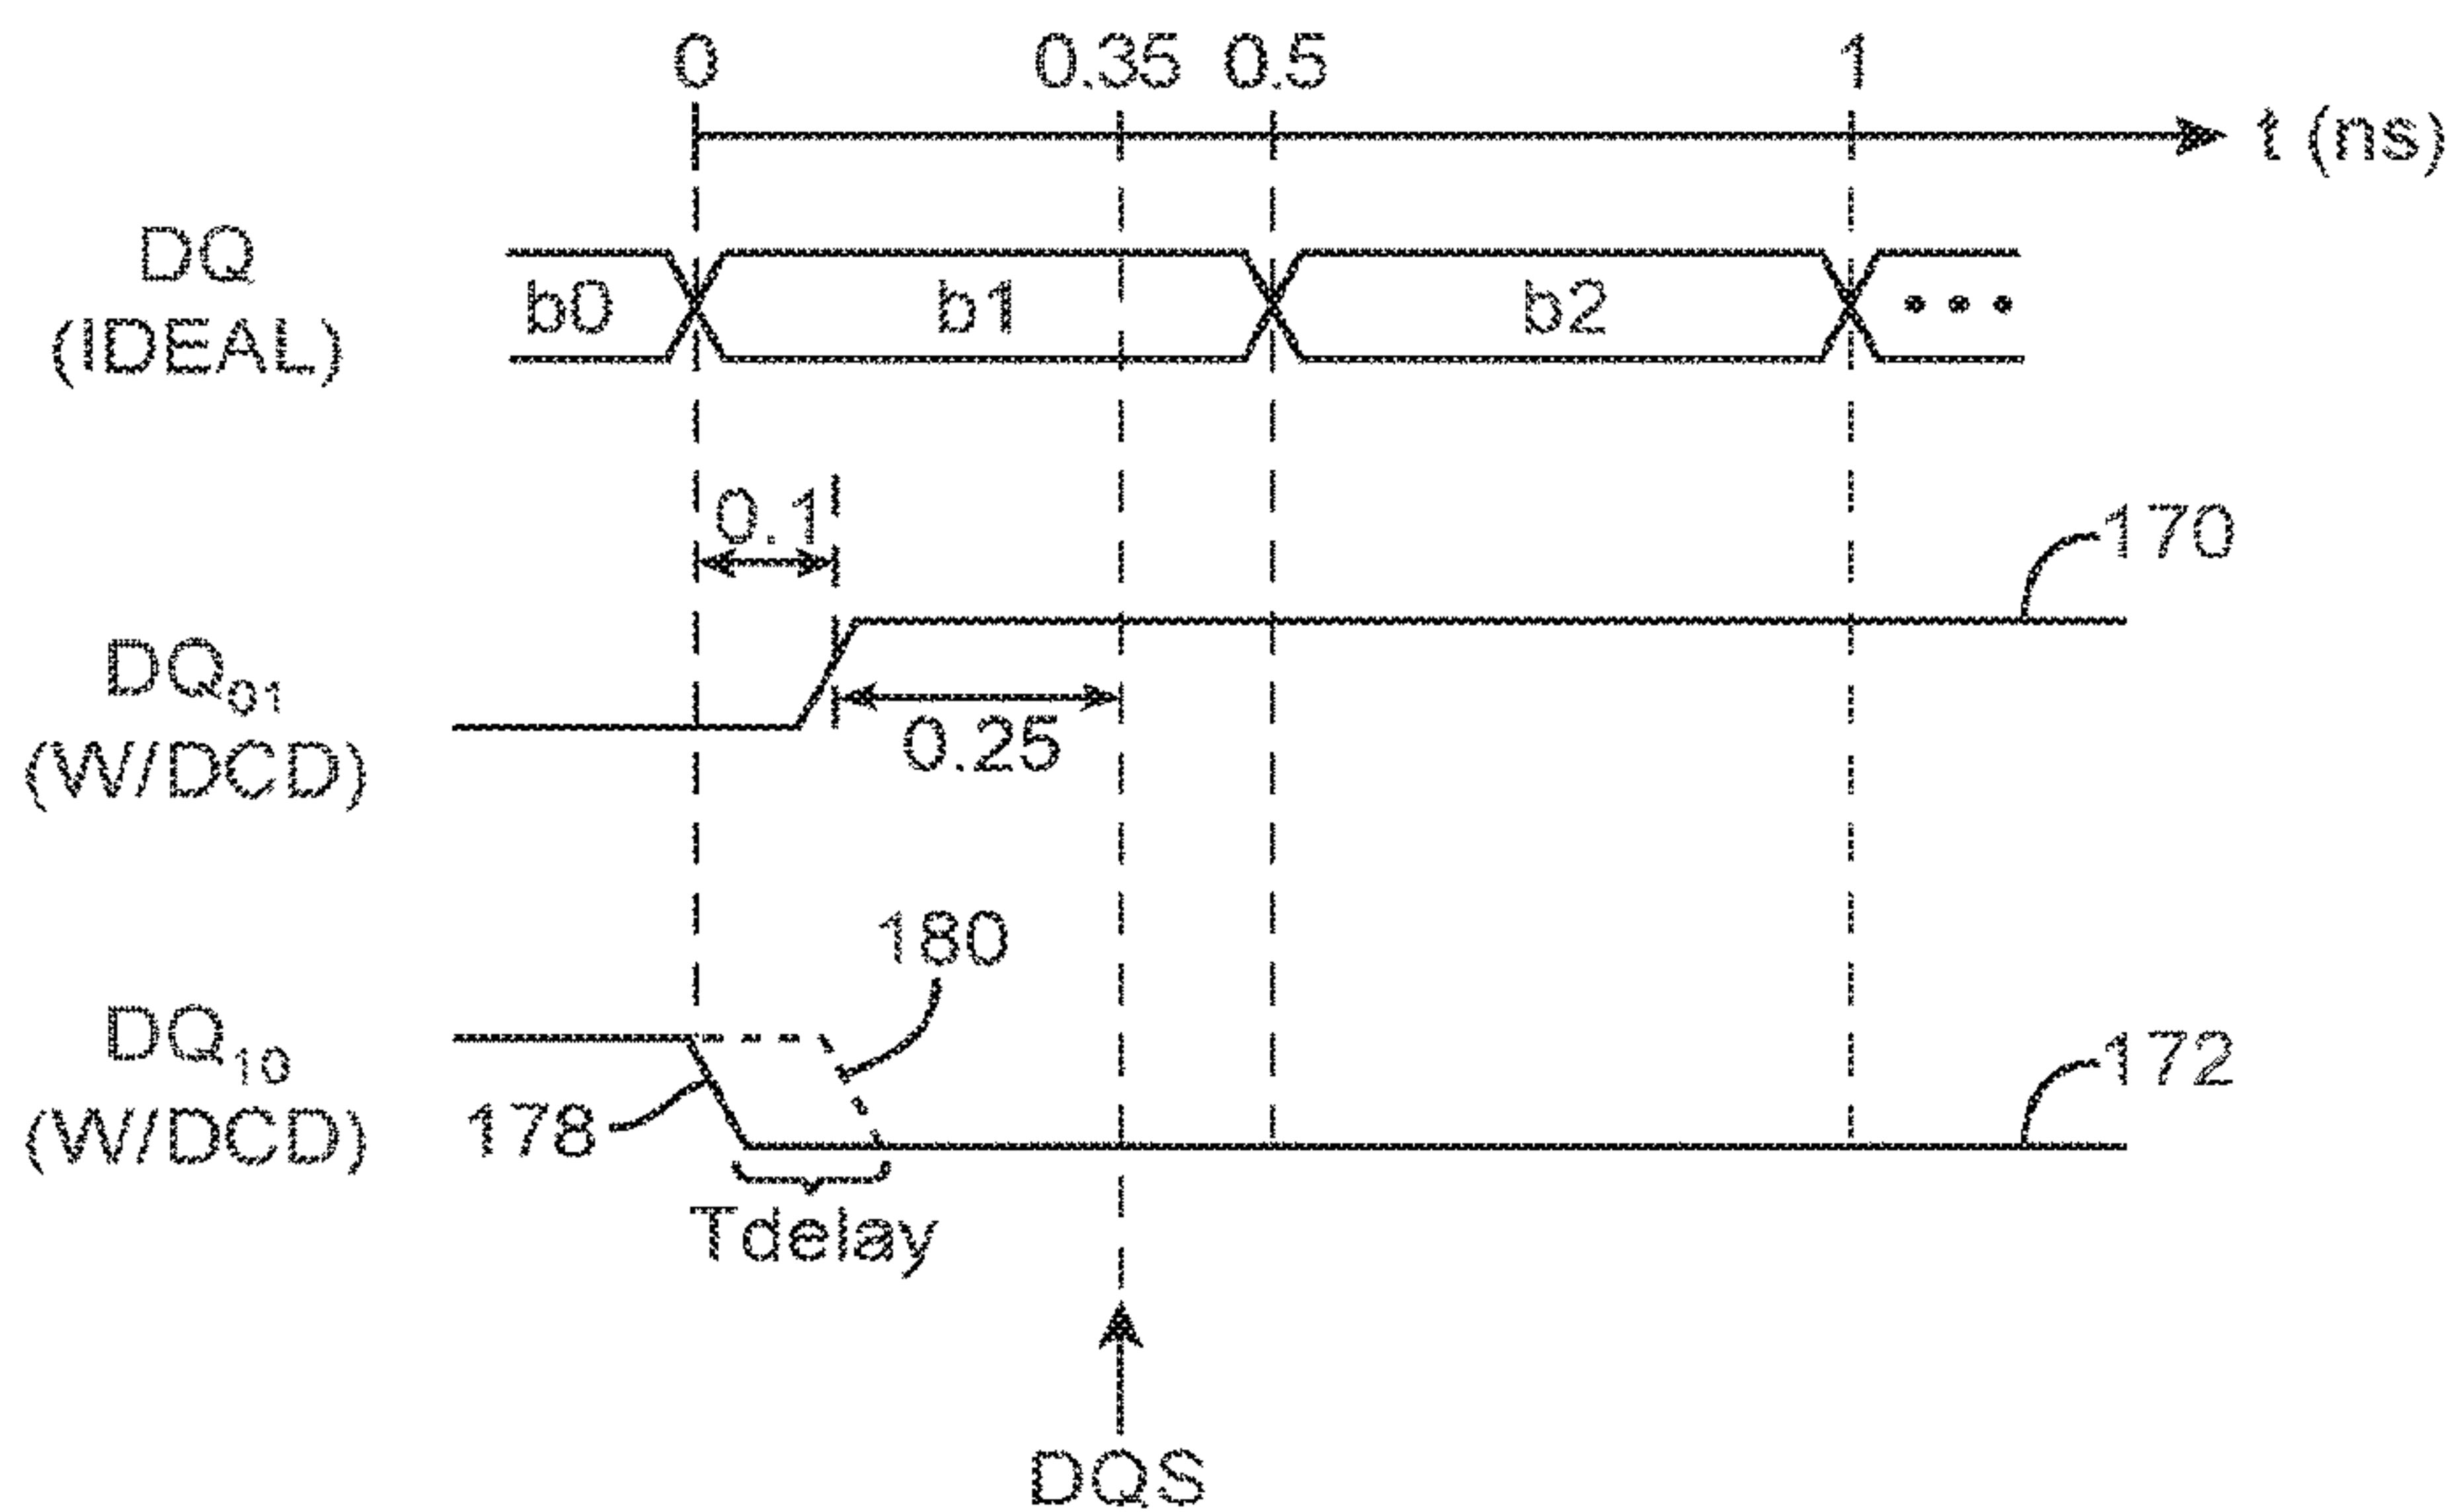 0 0.35 0.5 1
t (ns)
DQ
(IDEAL)
b0 b1 b2
0.1
170
DQ01
(W/DCD)
0.25
180
DQ10
(W/DCD)
178
172
Tdelay
DQS